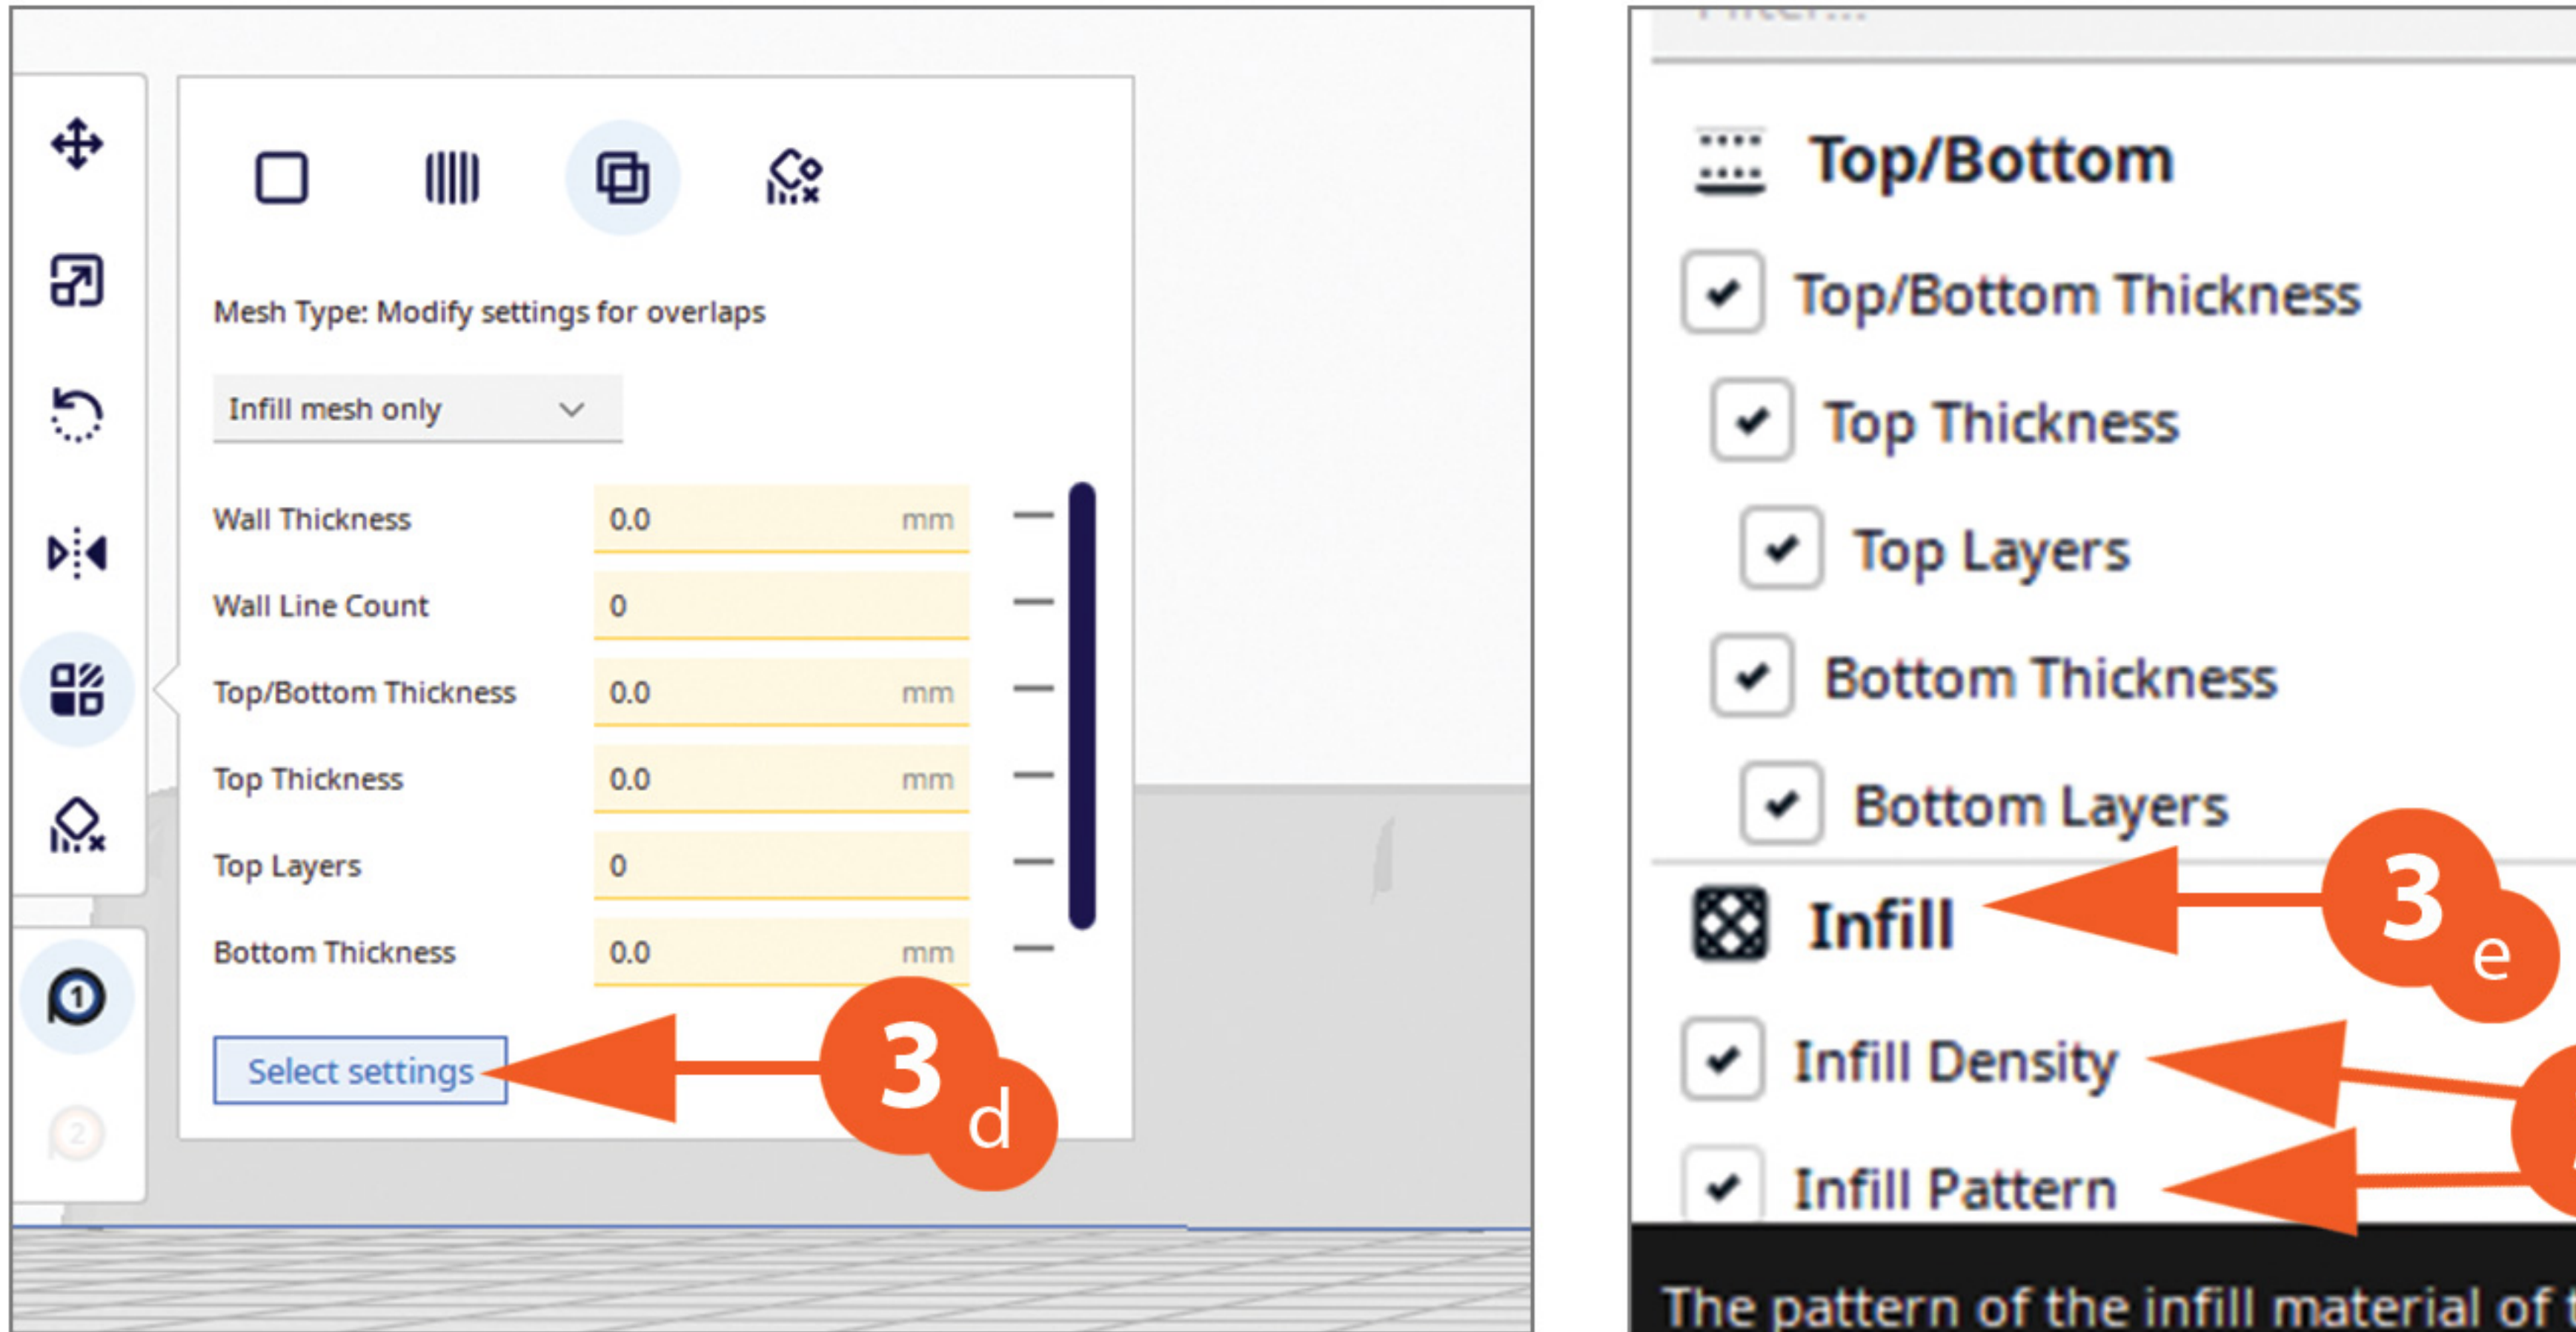 Mesh Type: Modify settings for overlaps
Infill mesh only
Wall Thickness 0.0 mm
Wall Line Count 0
Top/Bottom Thickness 0.0 mm
Top Thickness 0.0 mm
Top Layers 0
Bottom Thickness 0.0 mm
Select settings
3 d
1
2
Filter...
Top/Bottom
Top/Bottom Thickness
Top Thickness
Top Layers
Bottom Thickness
Bottom Layers
Infill
3 e
Infill Density
Infill Pattern
The pattern of the infill material of